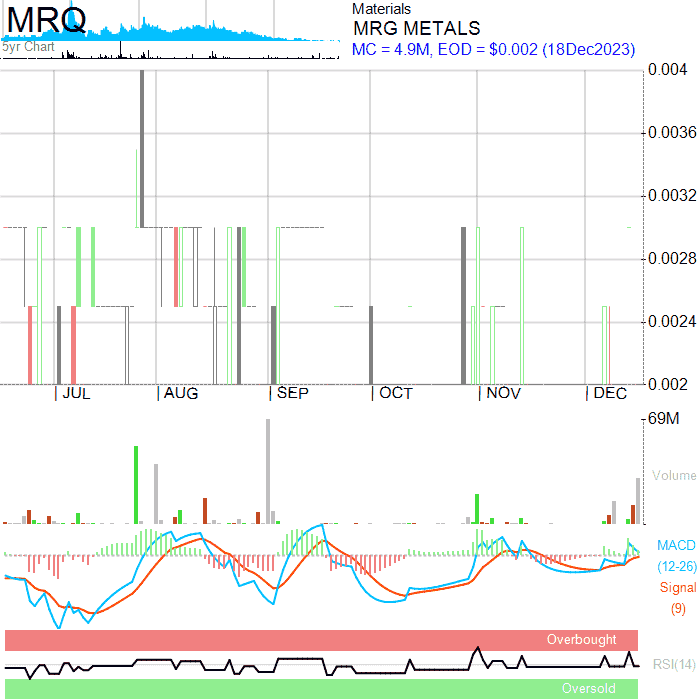 MRQ
5yr Chart
Materials
MRG METALS
MC = 4.9M, EOD = $0.002 (18Dec2023)
0.004
0.0036
0.0032
0.0028
0.0024
0.002
JUL AUG SEP OCT NOV DEC
69M
Volume
MACD
(12-26)
Signal
(9)
Overbought
RSI(14)
Oversold